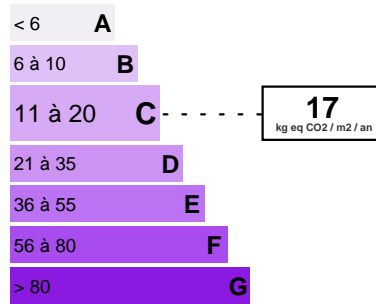 < 6 A
6 à 10 B
11 à 20 C
17
kg eq CO2 / m2 / an
21 à 35 D
36 à 55 E
56 à 80 F
> 80 G